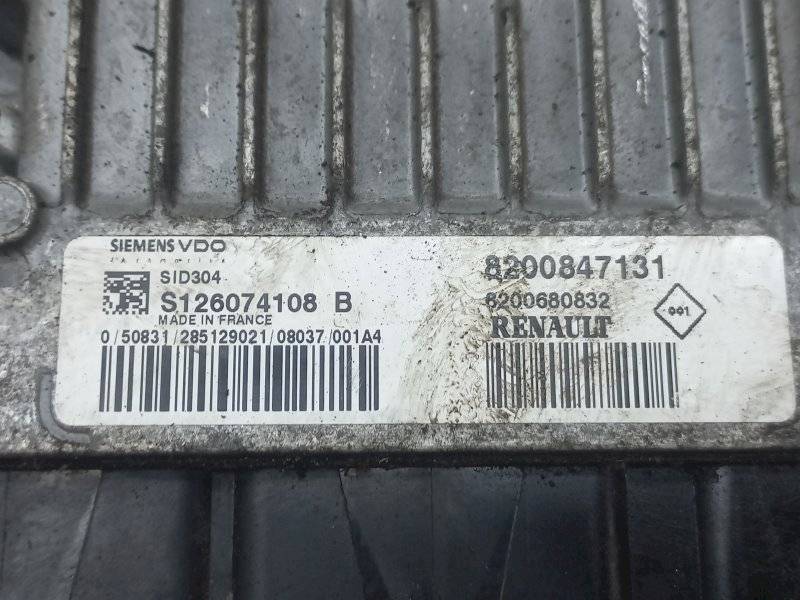 SIEMENS VDO
SID304
S126074108 B
MADE IN FRANCE
0/50831/285129021/08037/001A4
8200847131
8200680832
RENAULT
001